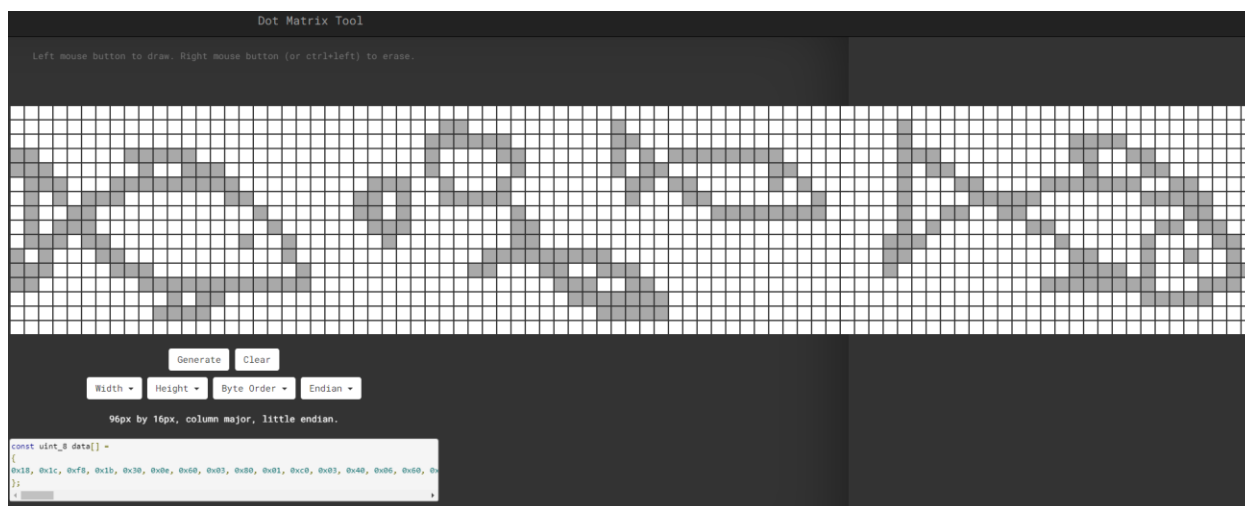 Dot Matrix Tool
Left mouse button to draw. Right mouse button (or ctrl+left) to erase.
Generate Clear
Width Height Byte Order Endian
96px by 16px, column major, little endian.
const uint_8 data[] =
{
0x18, 0x1c, 0xf8, 0x1b, 0x30, 0x0e, 0x60, 0x03, 0x80, 0x01, 0xc0, 0x03, 0x40, 0x06, 0x60, 0x
};